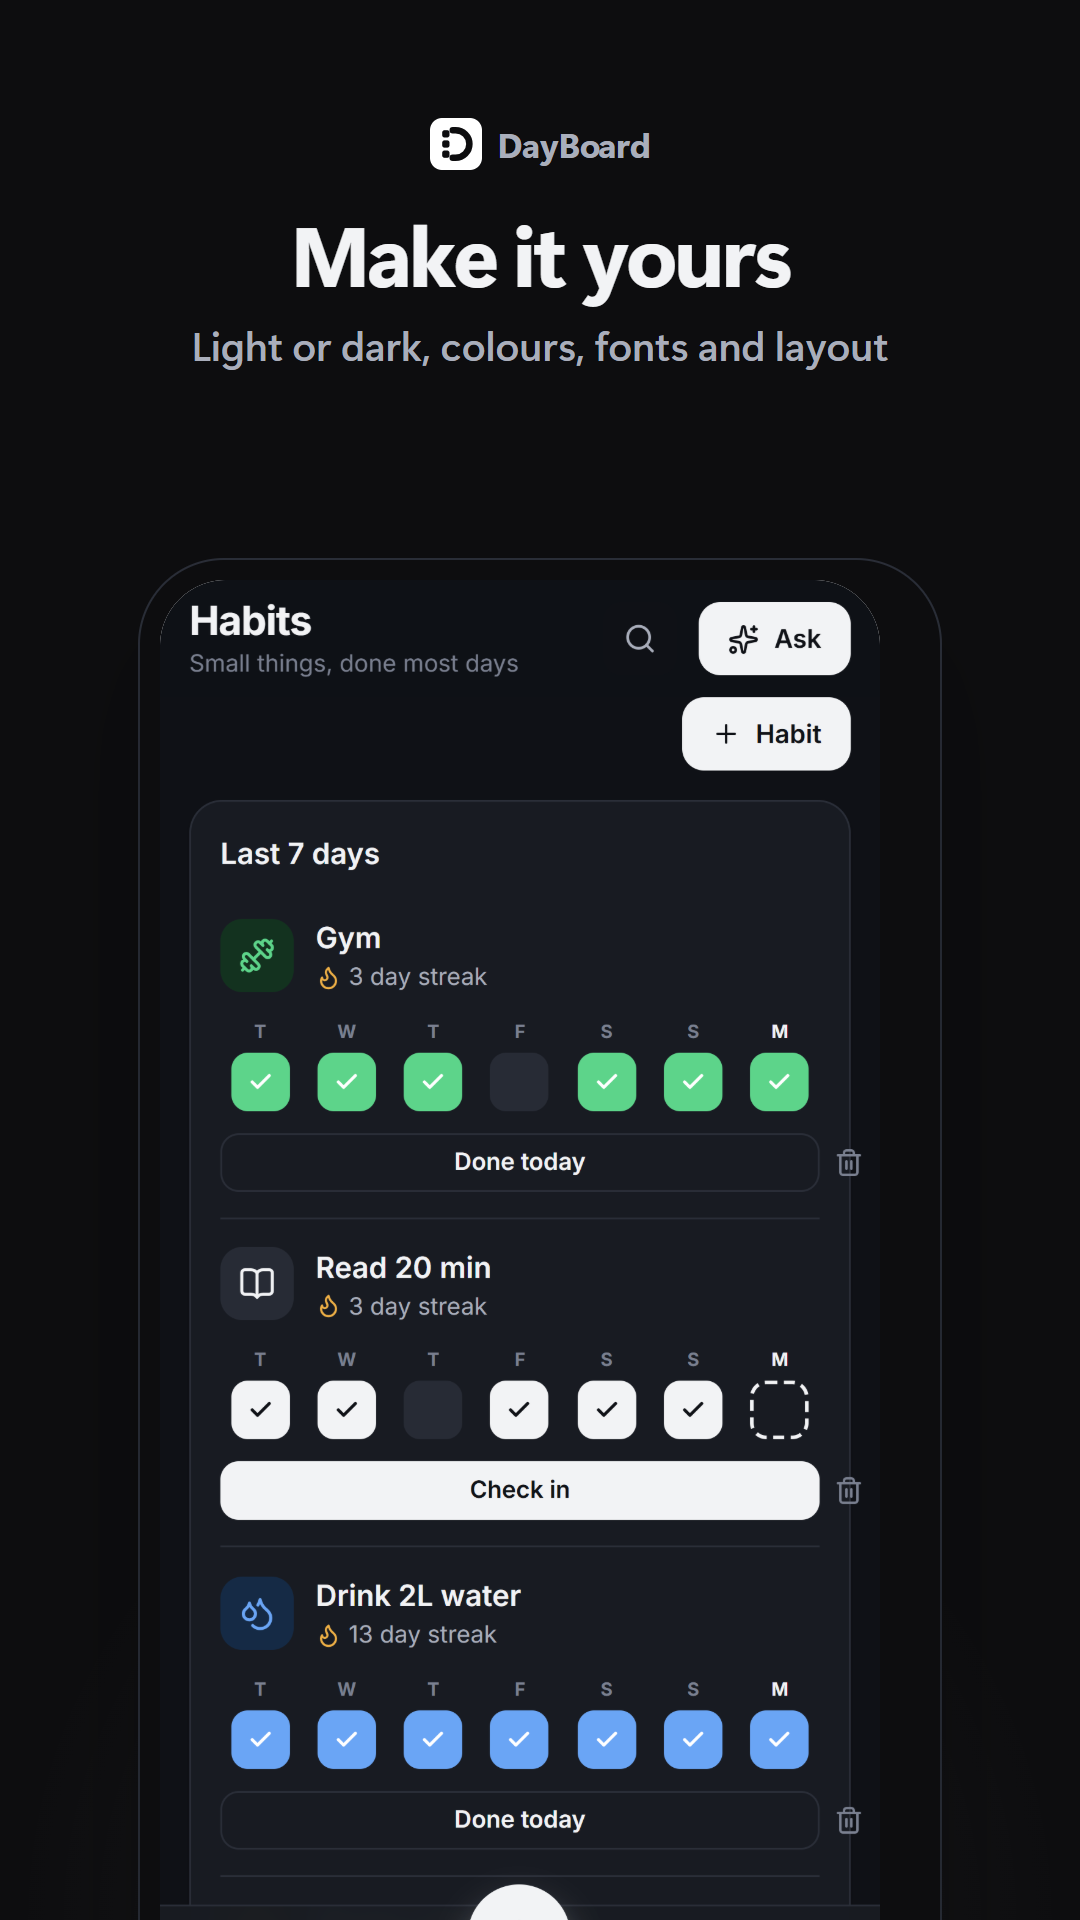 DayBoard
Make it yours
Light or dark, colours, fonts and layout
Habits
Small things, done most days
Ask
Habit
Last 7 days
Gym
3 day streak
T W T F S S M
Done today
Read 20 min
3 day streak
T W T F S S M
Check in
Drink 2L water
13 day streak
T W T F S S M
Done today